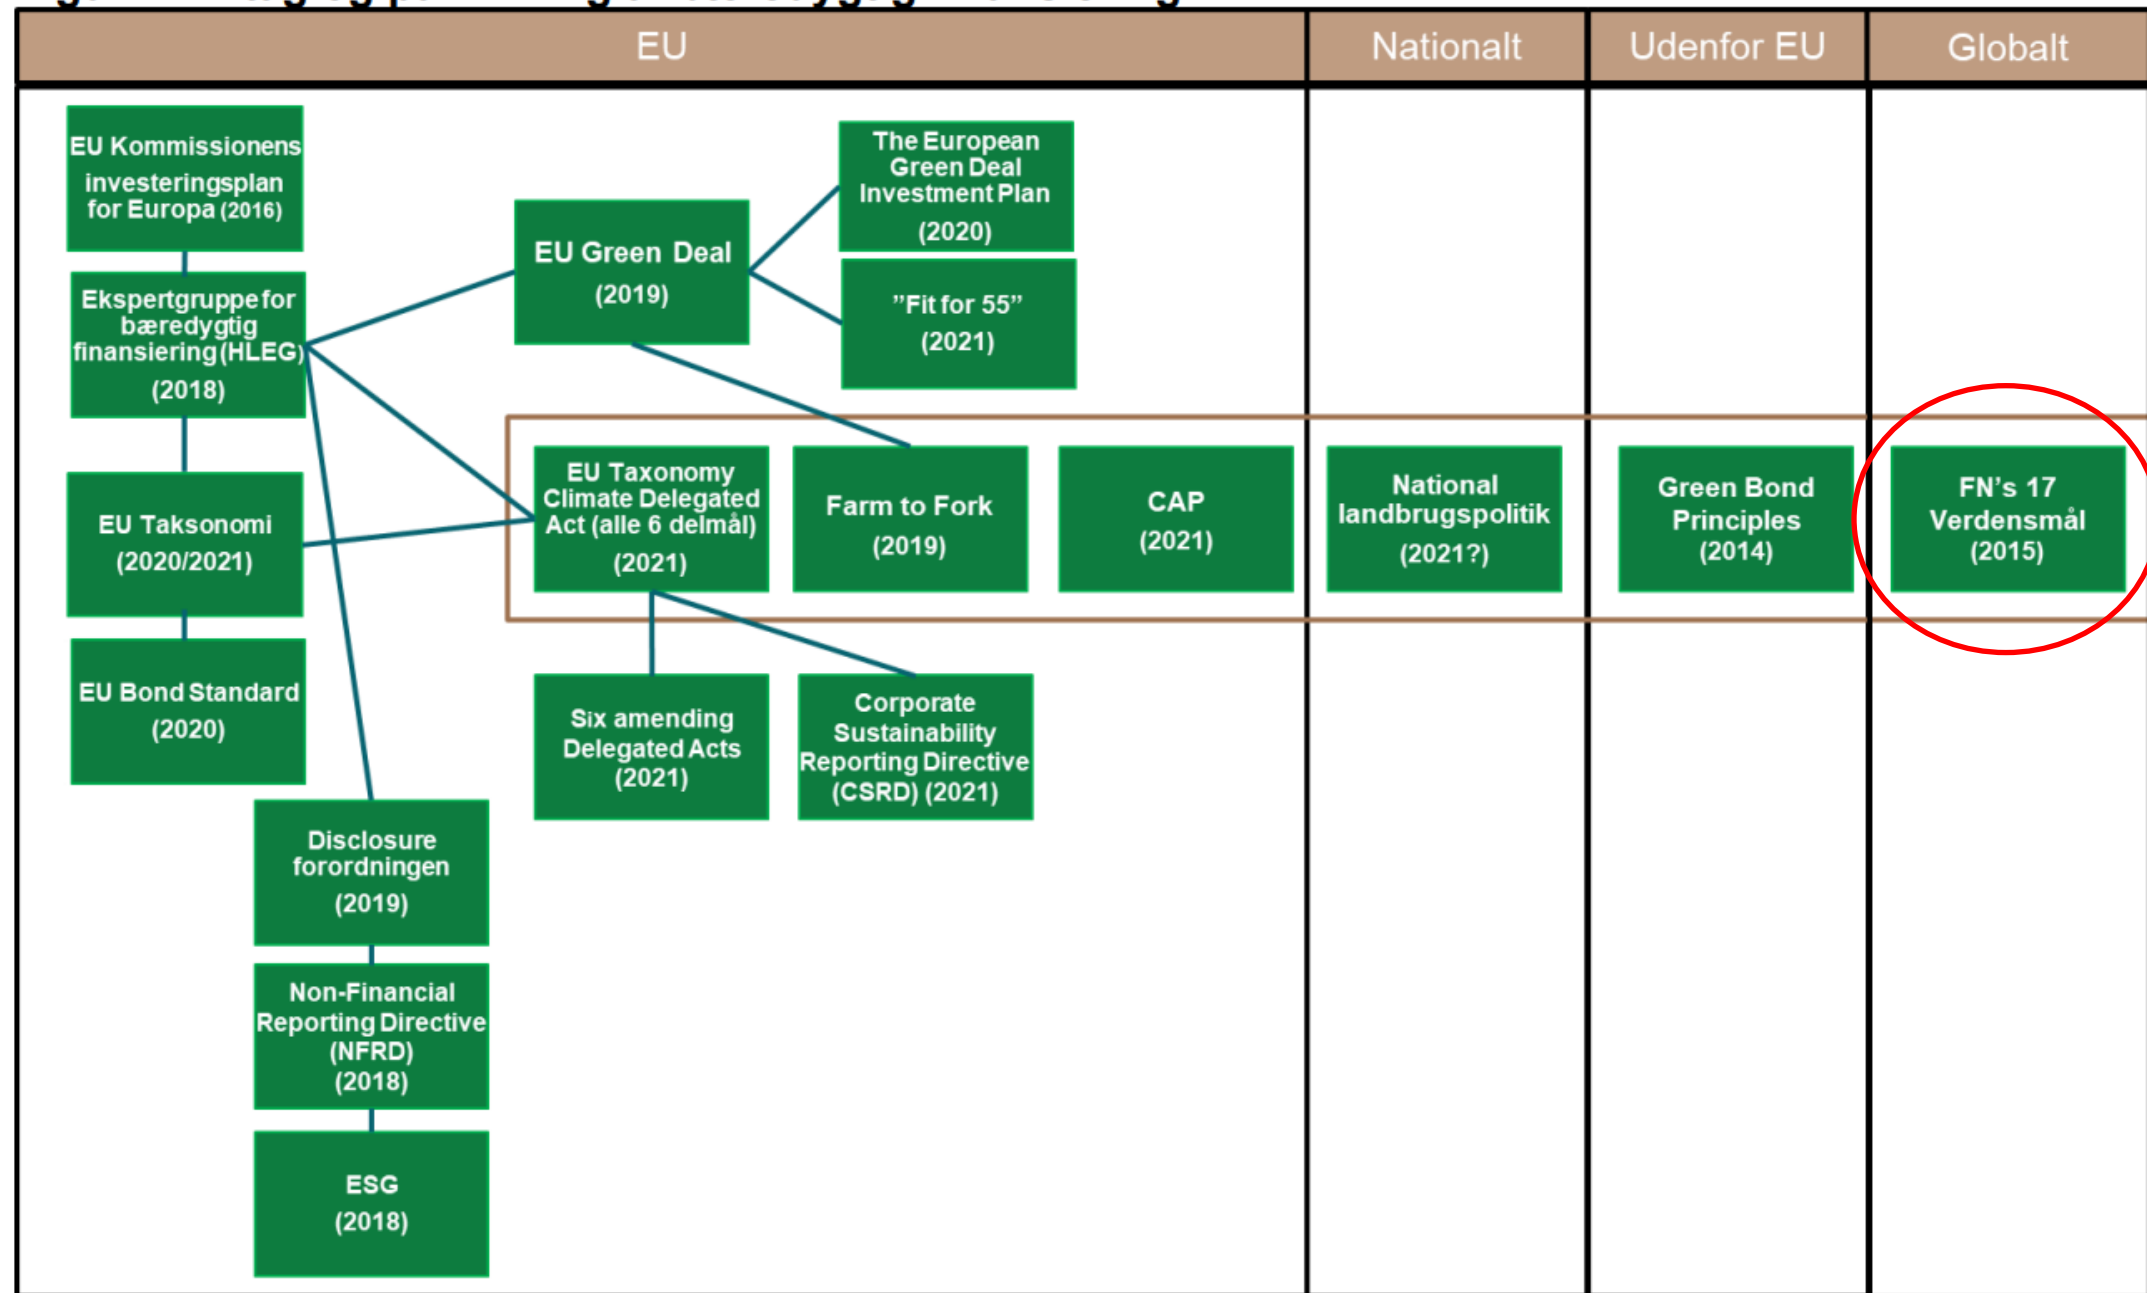 EU
Nationalt
Udenfor EU
Globalt
EU Kommissionens
investeringsplan
for Europa (2016)
Ekspertgruppe for
bæredygtig
finansiering (HLEG)
(2018)
EU Taksonomi
(2020/2021)
EU Bond Standard
(2020)
Disclosure
forordningen
(2019)
Non-Financial
Reporting Directive
(NFRD)
(2018)
ESG
(2018)
EU Green Deal
(2019)
The European
Green Deal
Investment Plan
(2020)
”Fit for 55”
(2021)
EU Taxonomy
Climate Delegated
Act (alle 6 delmål)
(2021)
Farm to Fork
(2019)
CAP
(2021)
Six amending
Delegated Acts
(2021)
Corporate
Sustainability
Reporting Directive
(CSRD) (2021)
National
landbrugspolitik
(2021?)
Green Bond
Principles
(2014)
FN’s 17
Verdensmål
(2015)